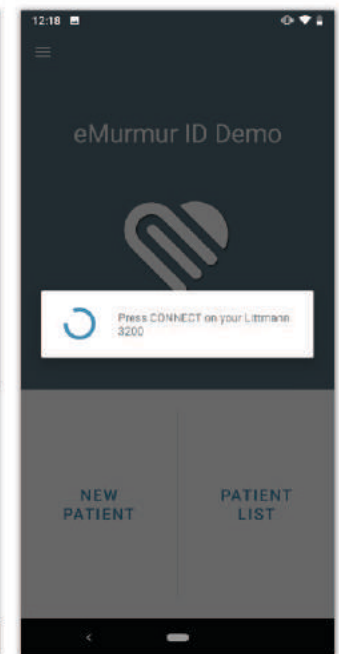 12:18
eMurmur ID Demo
Press CONNECT on your Littmann
3200
NEW
PATIENT
PATIENT
LIST